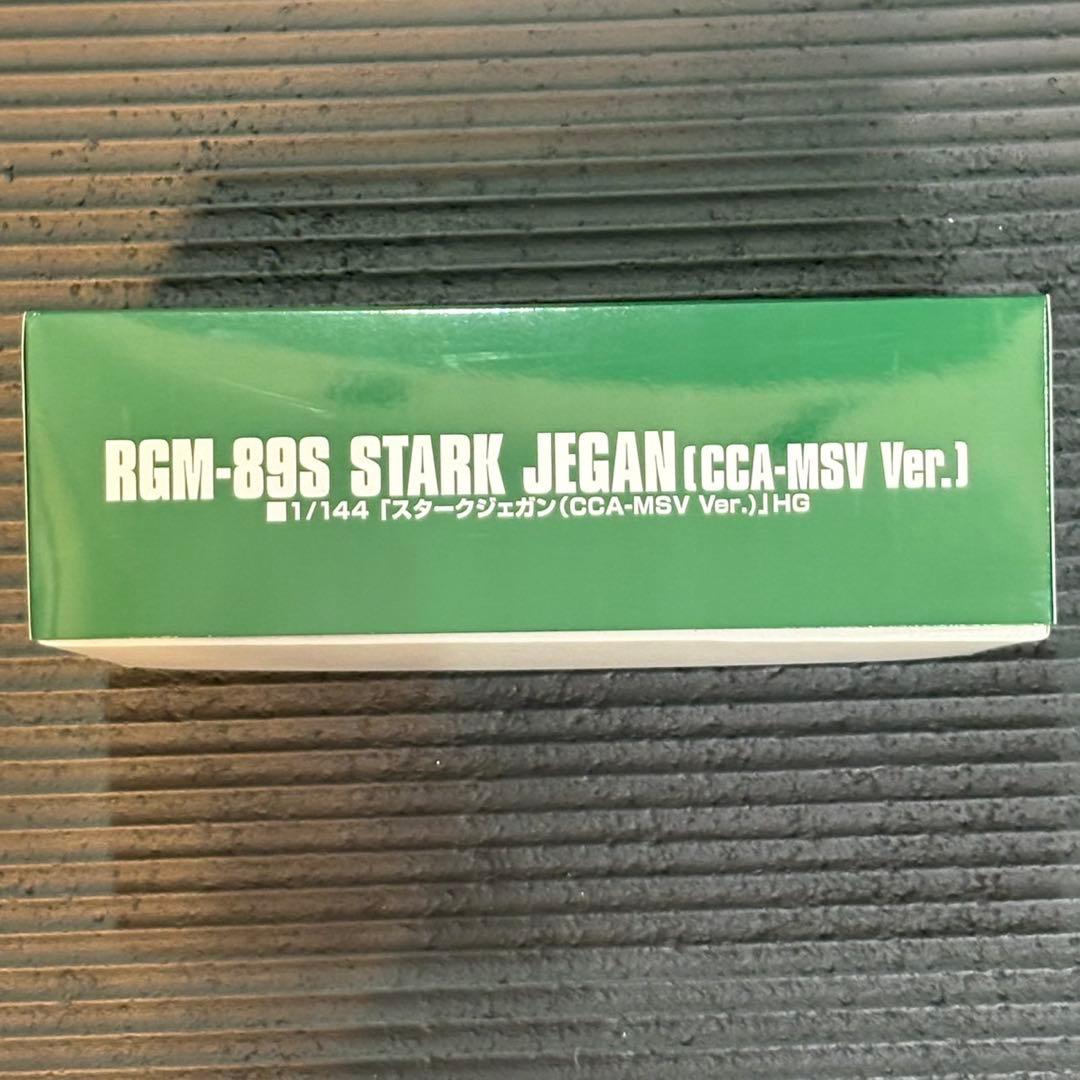 RGM-89S STARK JEGAN(CCA-MSV Ver.)
■1/144「スタークジェガン(CCA-MSV Ver.)」HG